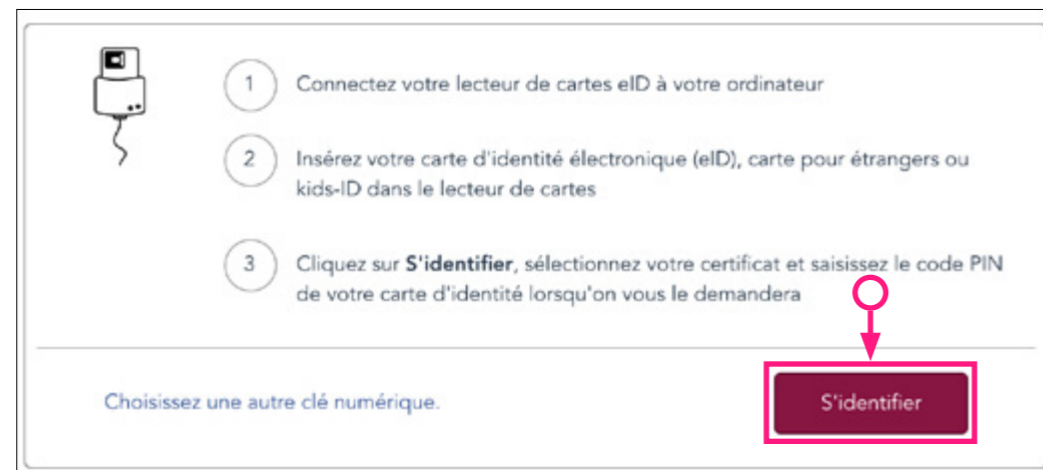 1 Connectez votre lecteur de cartes eID à votre ordinateur
2 Insérez votre carte d'identité électronique (eID), carte pour étrangers ou
kids-ID dans le lecteur de cartes
3 Cliquez sur S'identifier, sélectionnez votre certificat et saisissez le code PIN
de votre carte d'identité lorsqu'on vous le demandera
Choisissez une autre clé numérique.
S'identifier